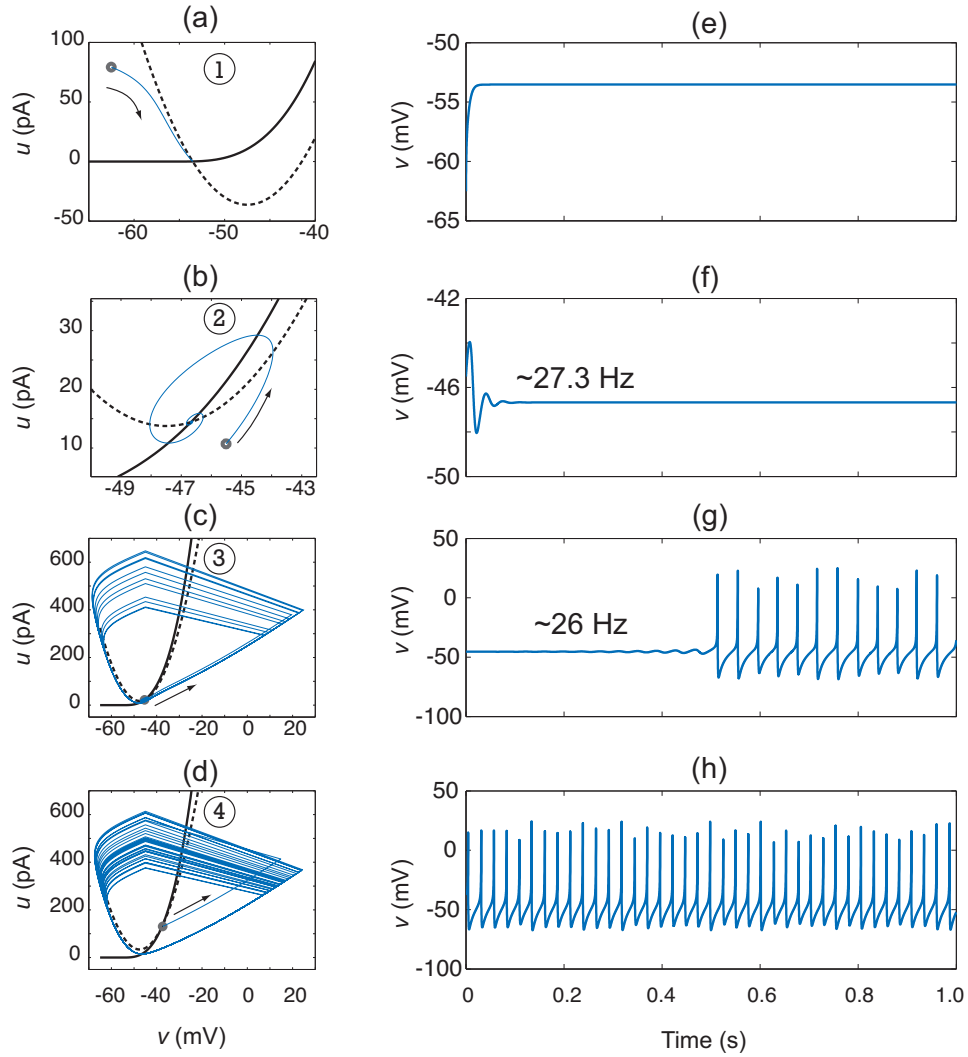 (a)
100
50
0
-50
u (pA)
1
-60
-50
-40
(e)
-50
-55
-60
-65
v (mV)
(b)
30
20
10
u (pA)
2
-49
-47
-45
-43
(f)
-42
-46
-50
v (mV)
~27.3 Hz
(c)
600
400
200
0
u (pA)
3
-60
-40
-20
0
20
(g)
50
0
-50
-100
v (mV)
~26 Hz
(d)
600
400
200
0
u (pA)
4
-60
-40
-20
0
20
v (mV)
(h)
50
0
-50
-100
v (mV)
0
0.2
0.4
0.6
0.8
1.0
Time (s)